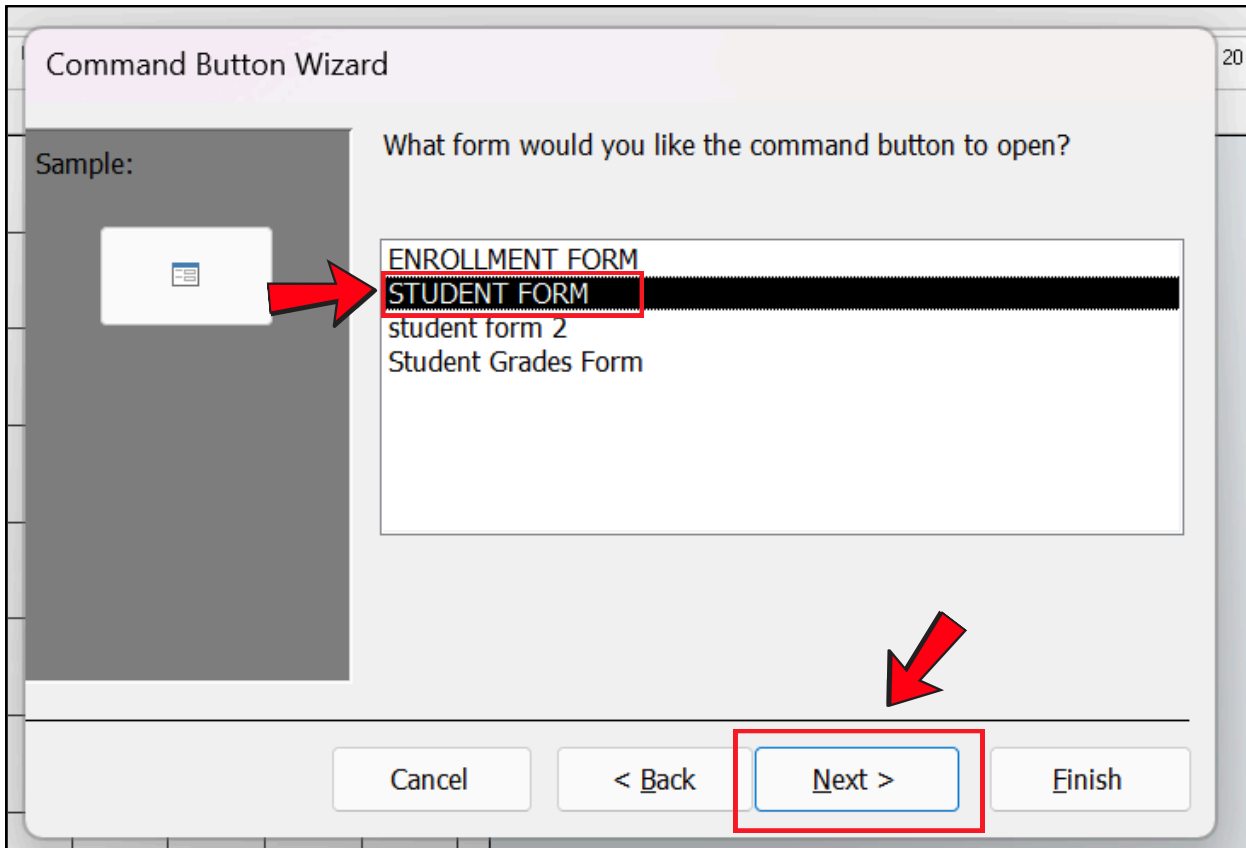 Command Button Wizard
20
What form would you like the command button to open?
Sample:
ENROLLMENT FORM
STUDENT FORM
student form 2
Student Grades Form
Cancel
< Back
Next >
Finish